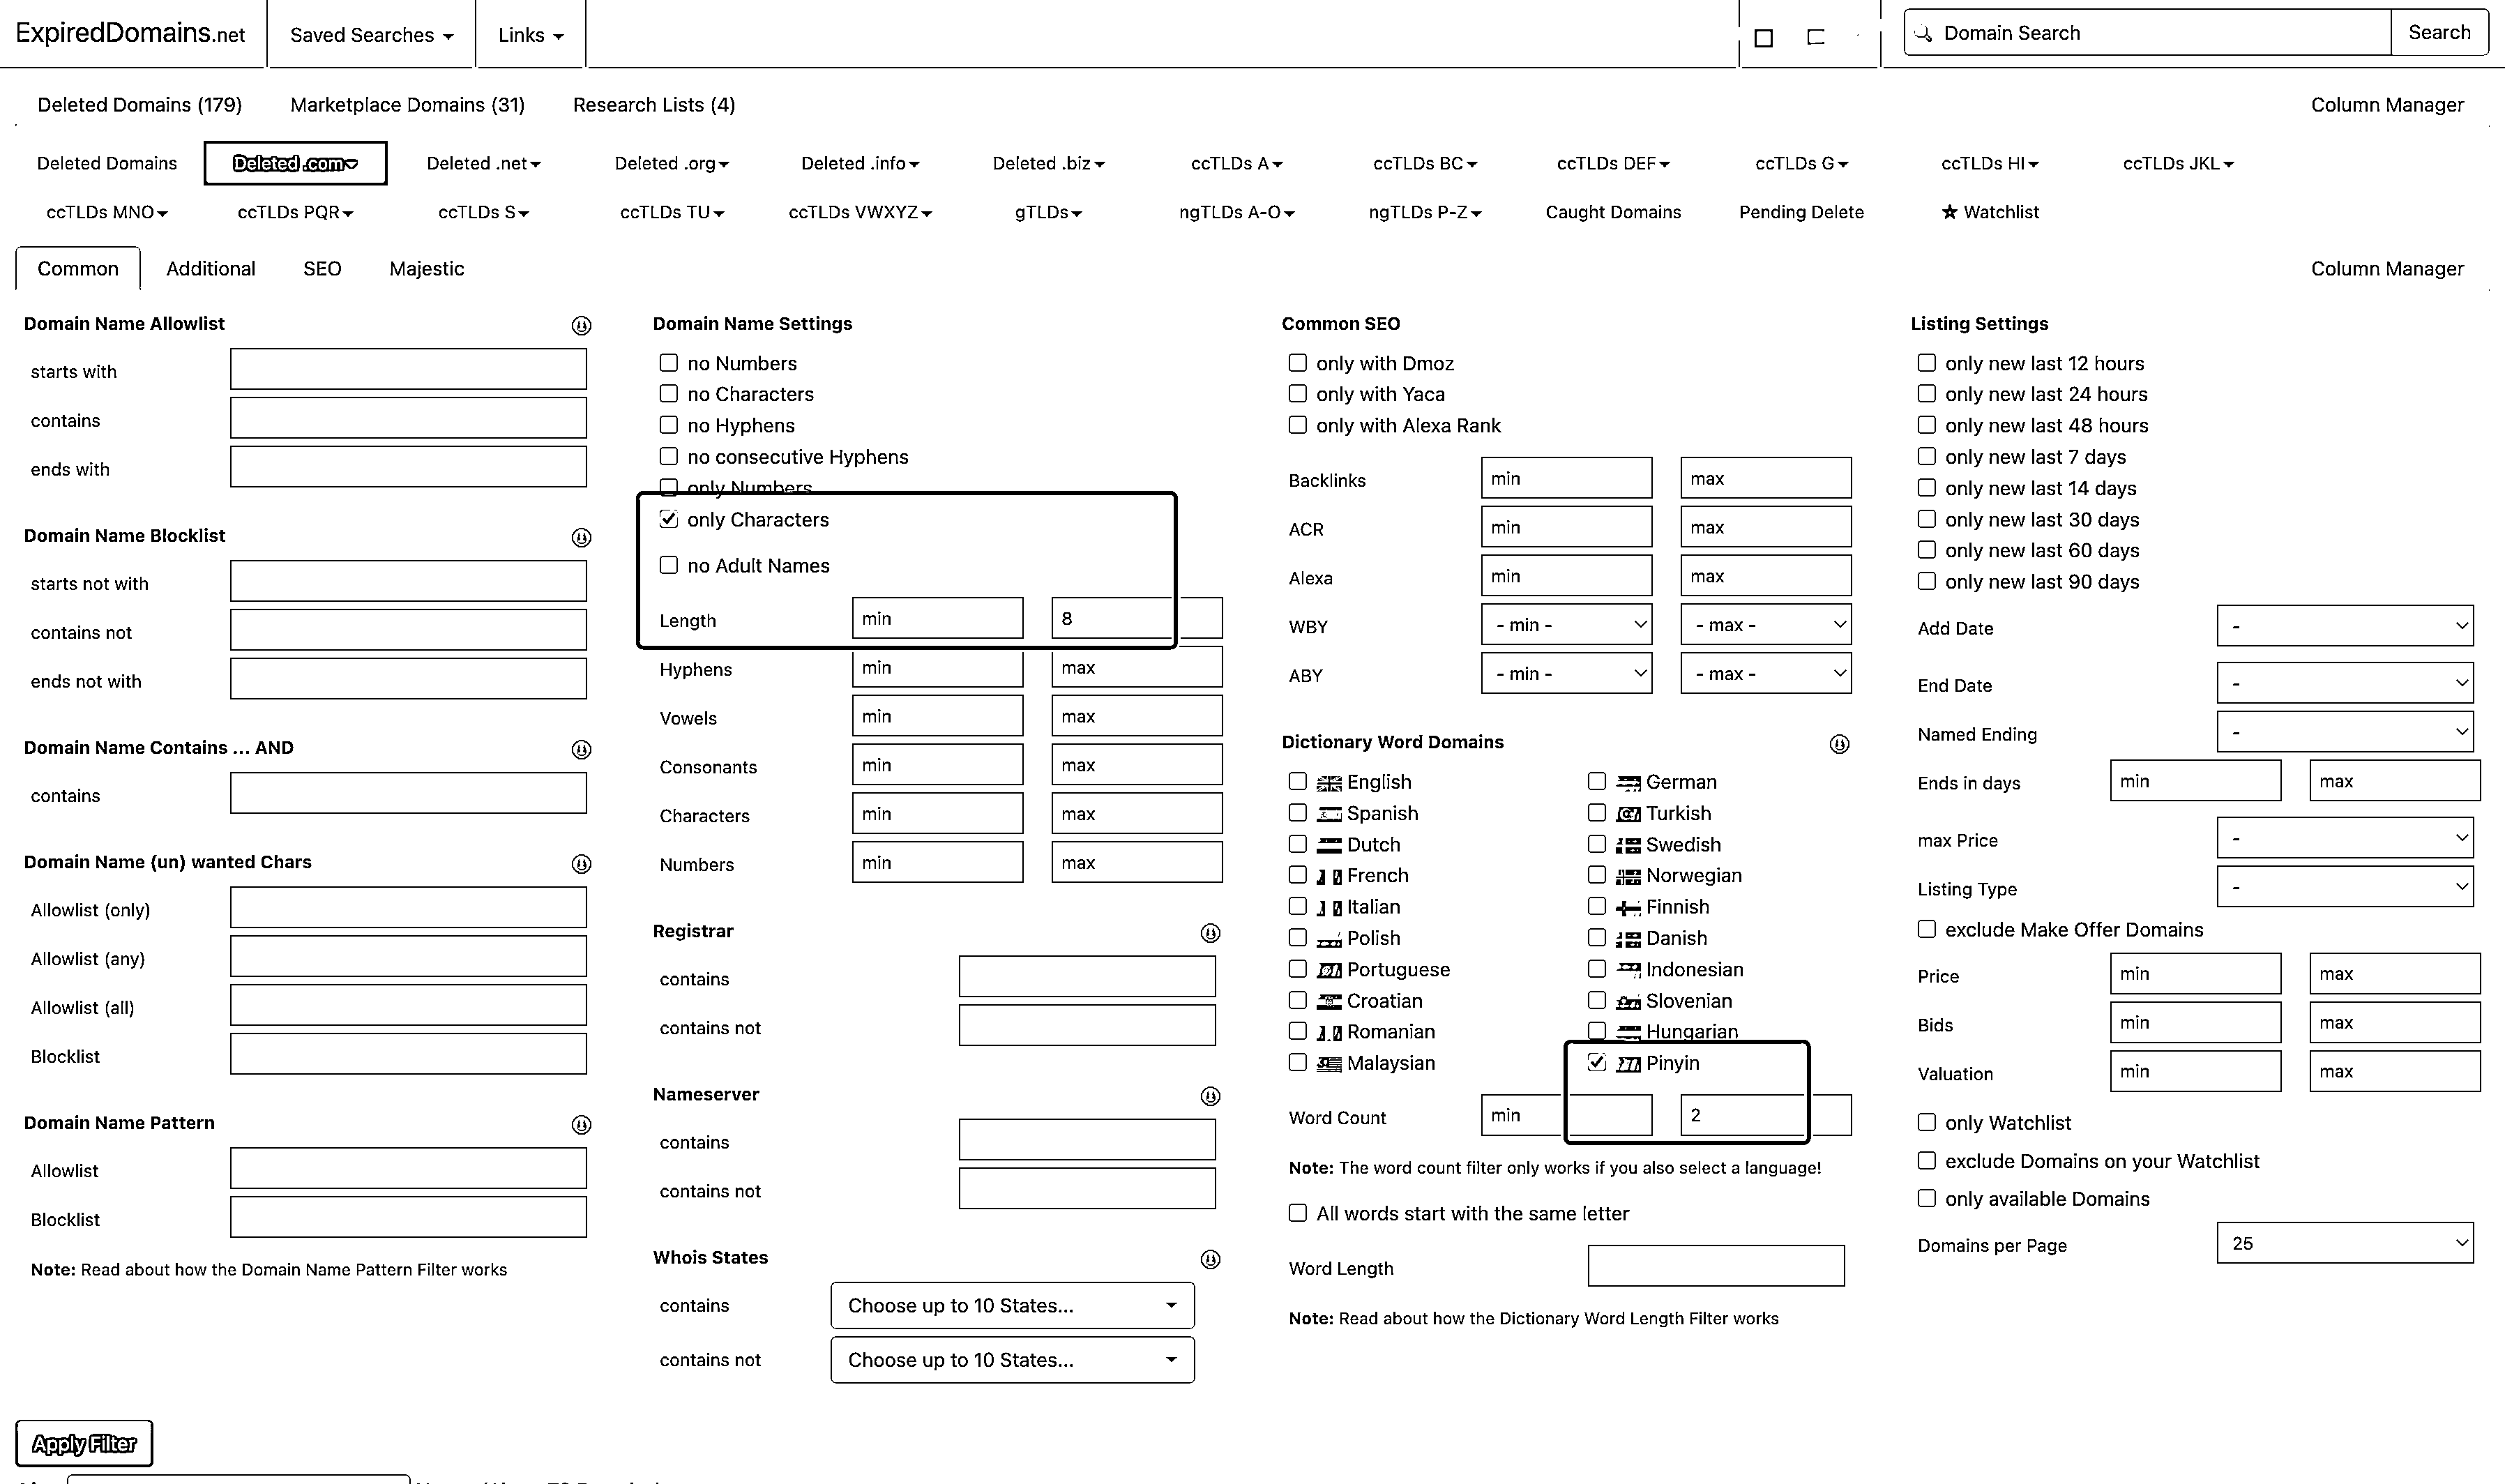 ExpiredDomains.net Saved Searches Links Domain Search Search
Deleted Domains (179) Marketplace Domains (31) Research Lists (4) Column Manager
Deleted Domains Deleted .com Deleted .net Deleted .org Deleted .info Deleted .biz ccTLDs A ccTLDs BC ccTLDs DEF ccTLDs G ccTLDs HI ccTLDs JKL
ccTLDs MNO ccTLDs PQR ccTLDs S ccTLDs TU ccTLDs VWXYZ gTLDs ngTLDs A-O ngTLDs P-Z Caught Domains Pending Delete Watchlist
Common Additional SEO Majestic Column Manager
Domain Name Allowlist
starts with
contains
ends with
Domain Name Blocklist
starts not with
contains not
ends not with
Domain Name Contains ... AND
contains
Domain Name (un) wanted Chars
Allowlist (only)
Allowlist (any)
Allowlist (all)
Blocklist
Domain Name Pattern
Allowlist
Blocklist
Note: Read about how the Domain Name Pattern Filter works
Domain Name Settings
no Numbers
no Characters
no Hyphens
no consecutive Hyphens
only Numbers
only Characters
no Adult Names
Length min 8
Hyphens min max
Vowels min max
Consonants min max
Characters min max
Numbers min max
Registrar
contains
contains not
Nameserver
contains
contains not
Whois States
contains Choose up to 10 States...
contains not Choose up to 10 States...
Common SEO
only with Dmoz
only with Yaca
only with Alexa Rank
Backlinks min max
ACR min max
Alexa min max
WBY - min - - max -
ABY - min - - max -
Dictionary Word Domains
English German
Spanish Turkish
Dutch Swedish
French Norwegian
Italian Finnish
Polish Danish
Portuguese Indonesian
Croatian Slovenian
Romanian Hungarian
Malaysian Pinyin
Word Count min 2
Note: The word count filter only works if you also select a language!
All words start with the same letter
Word Length
Note: Read about how the Dictionary Word Length Filter works
Listing Settings
only new last 12 hours
only new last 24 hours
only new last 48 hours
only new last 7 days
only new last 14 days
only new last 30 days
only new last 60 days
only new last 90 days
Add Date -
End Date -
Named Ending -
Ends in days min max
max Price -
Listing Type -
exclude Make Offer Domains
Price min max
Bids min max
Valuation min max
only Watchlist
exclude Domains on your Watchlist
only available Domains
Domains per Page 25
Apply Filter